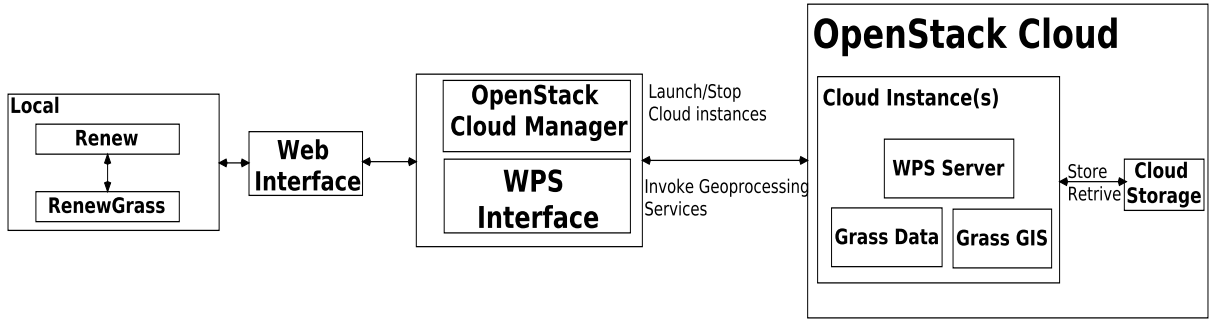 Local
Renew
RenewGrass
Web
Interface
OpenStack
Cloud Manager
WPS
Interface
Launch/Stop
Cloud instances
Invoke Geoprocessing
Services
OpenStack Cloud
Cloud Instance(s)
WPS Server
Grass Data
Grass GIS
Store
Retrive
Cloud
Storage